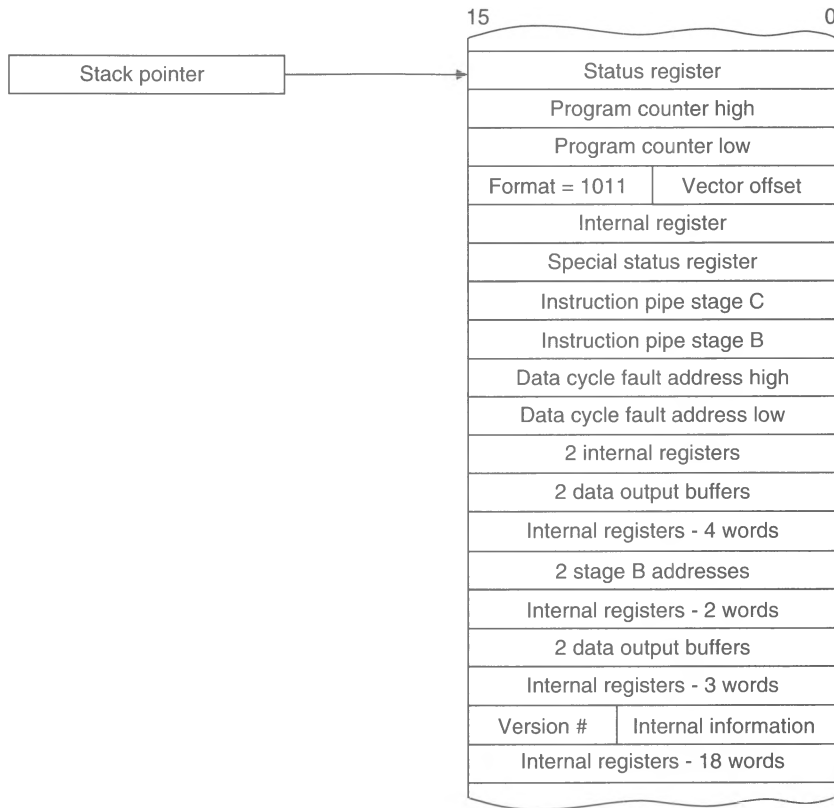 15 0
Stack pointer
Status register
Program counter high
Program counter low
Format = 1011 Vector offset
Internal register
Special status register
Instruction pipe stage C
Instruction pipe stage B
Data cycle fault address high
Data cycle fault address low
2 internal registers
2 data output buffers
Internal registers - 4 words
2 stage B addresses
Internal registers - 2 words
2 data output buffers
Internal registers - 3 words
Version # Internal information
Internal registers - 18 words